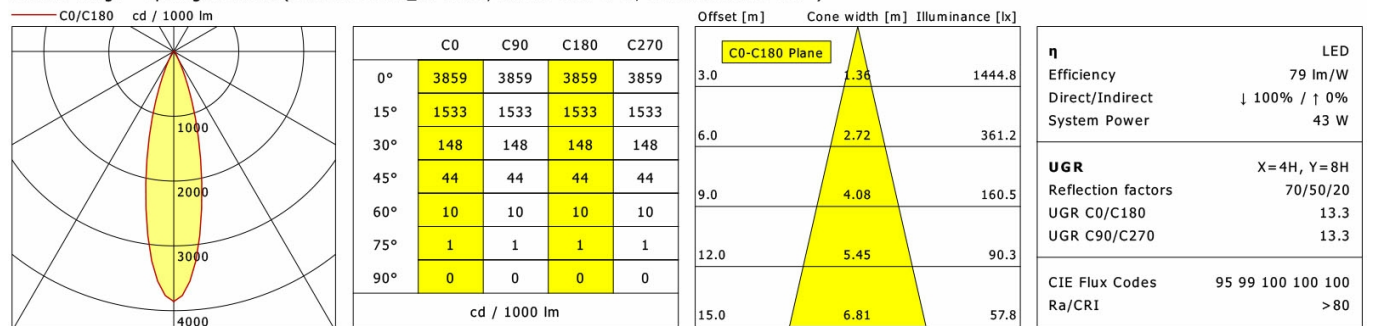 C0/C180 cd / 1000 lm
1000
2000
3000
4000
C0 C90 C180 C270
0° 3859 3859 3859 3859
15° 1533 1533 1533 1533
30° 148 148 148 148
45° 44 44 44 44
60° 10 10 10 10
75° 1 1 1 1
90° 0 0 0 0
cd / 1000 lm
Offset [m] Cone width [m] Illuminance [lx]
C0-C180 Plane
3.0 1.36 1444.8
6.0 2.72 361.2
9.0 4.08 160.5
12.0 5.45 90.3
15.0 6.81 57.8
η LED
Efficiency 79 lm/W
Direct/Indirect ↓ 100% / ↑ 0%
System Power 43 W
UGR X=4H, Y=8H
Reflection factors 70/50/20
UGR C0/C180 13.3
UGR C90/C270 13.3
CIE Flux Codes 95 99 100 100 100
Ra/CRI >80